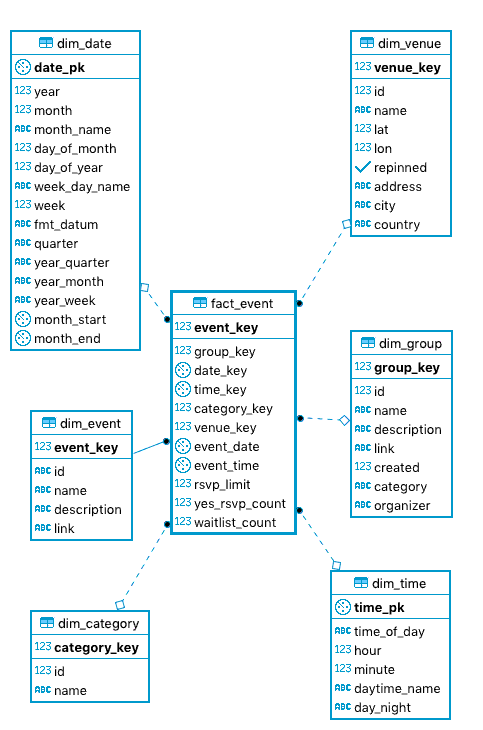 dim_date
date_pk
123 year
123 month
ABC month_name
123 day_of_month
123 day_of_year
ABC week_day_name
123 week
ABC fmt_datum
ABC quarter
ABC year_quarter
ABC year_month
ABC year_week
month_start
month_end
dim_venue
123 venue_key
123 id
ABC name
123 lat
123 lon
repinned
ABC address
ABC city
ABC country
fact_event
123 event_key
123 group_key
date_key
time_key
123 category_key
123 venue_key
event_date
event_time
123 rsvp_limit
123 yes_rsvp_count
123 waitlist_count
dim_group
123 group_key
123 id
ABC name
ABC description
ABC link
123 created
ABC category
ABC organizer
dim_event
123 event_key
ABC id
ABC name
ABC description
ABC link
dim_category
123 category_key
123 id
ABC name
dim_time
time_pk
ABC time_of_day
123 hour
123 minute
ABC daytime_name
ABC day_night